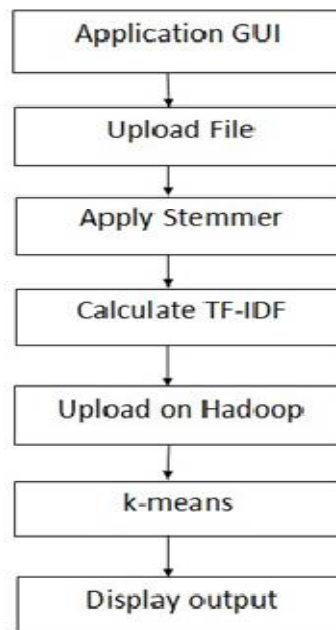 Application GUI
Upload File
Apply Stemmer
Calculate TF-IDF
Upload on Hadoop
k-means
Display output